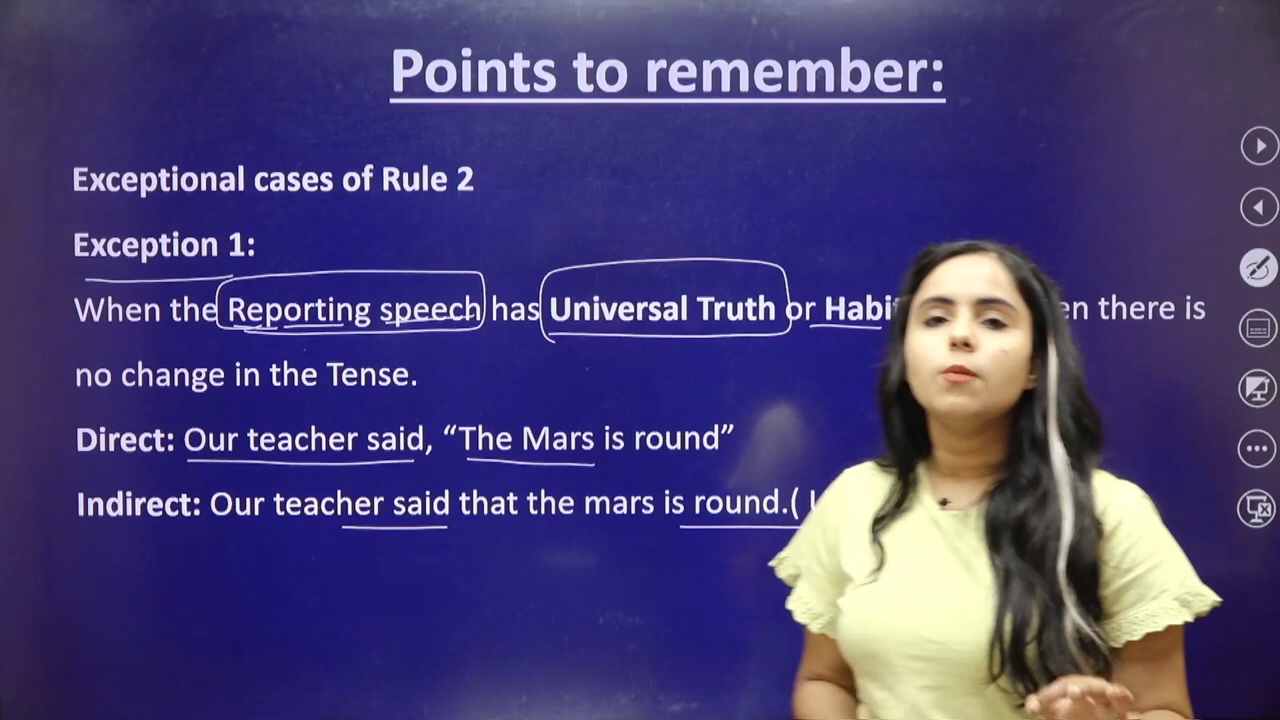 Points to remember:
Exceptional cases of Rule 2
Exception 1:
When the Reporting speech has Universal Truth or there is
no change in the Tense.
Direct: Our teacher said, “The Mars is round”
Indirect: Our teacher said that the mars is round.(